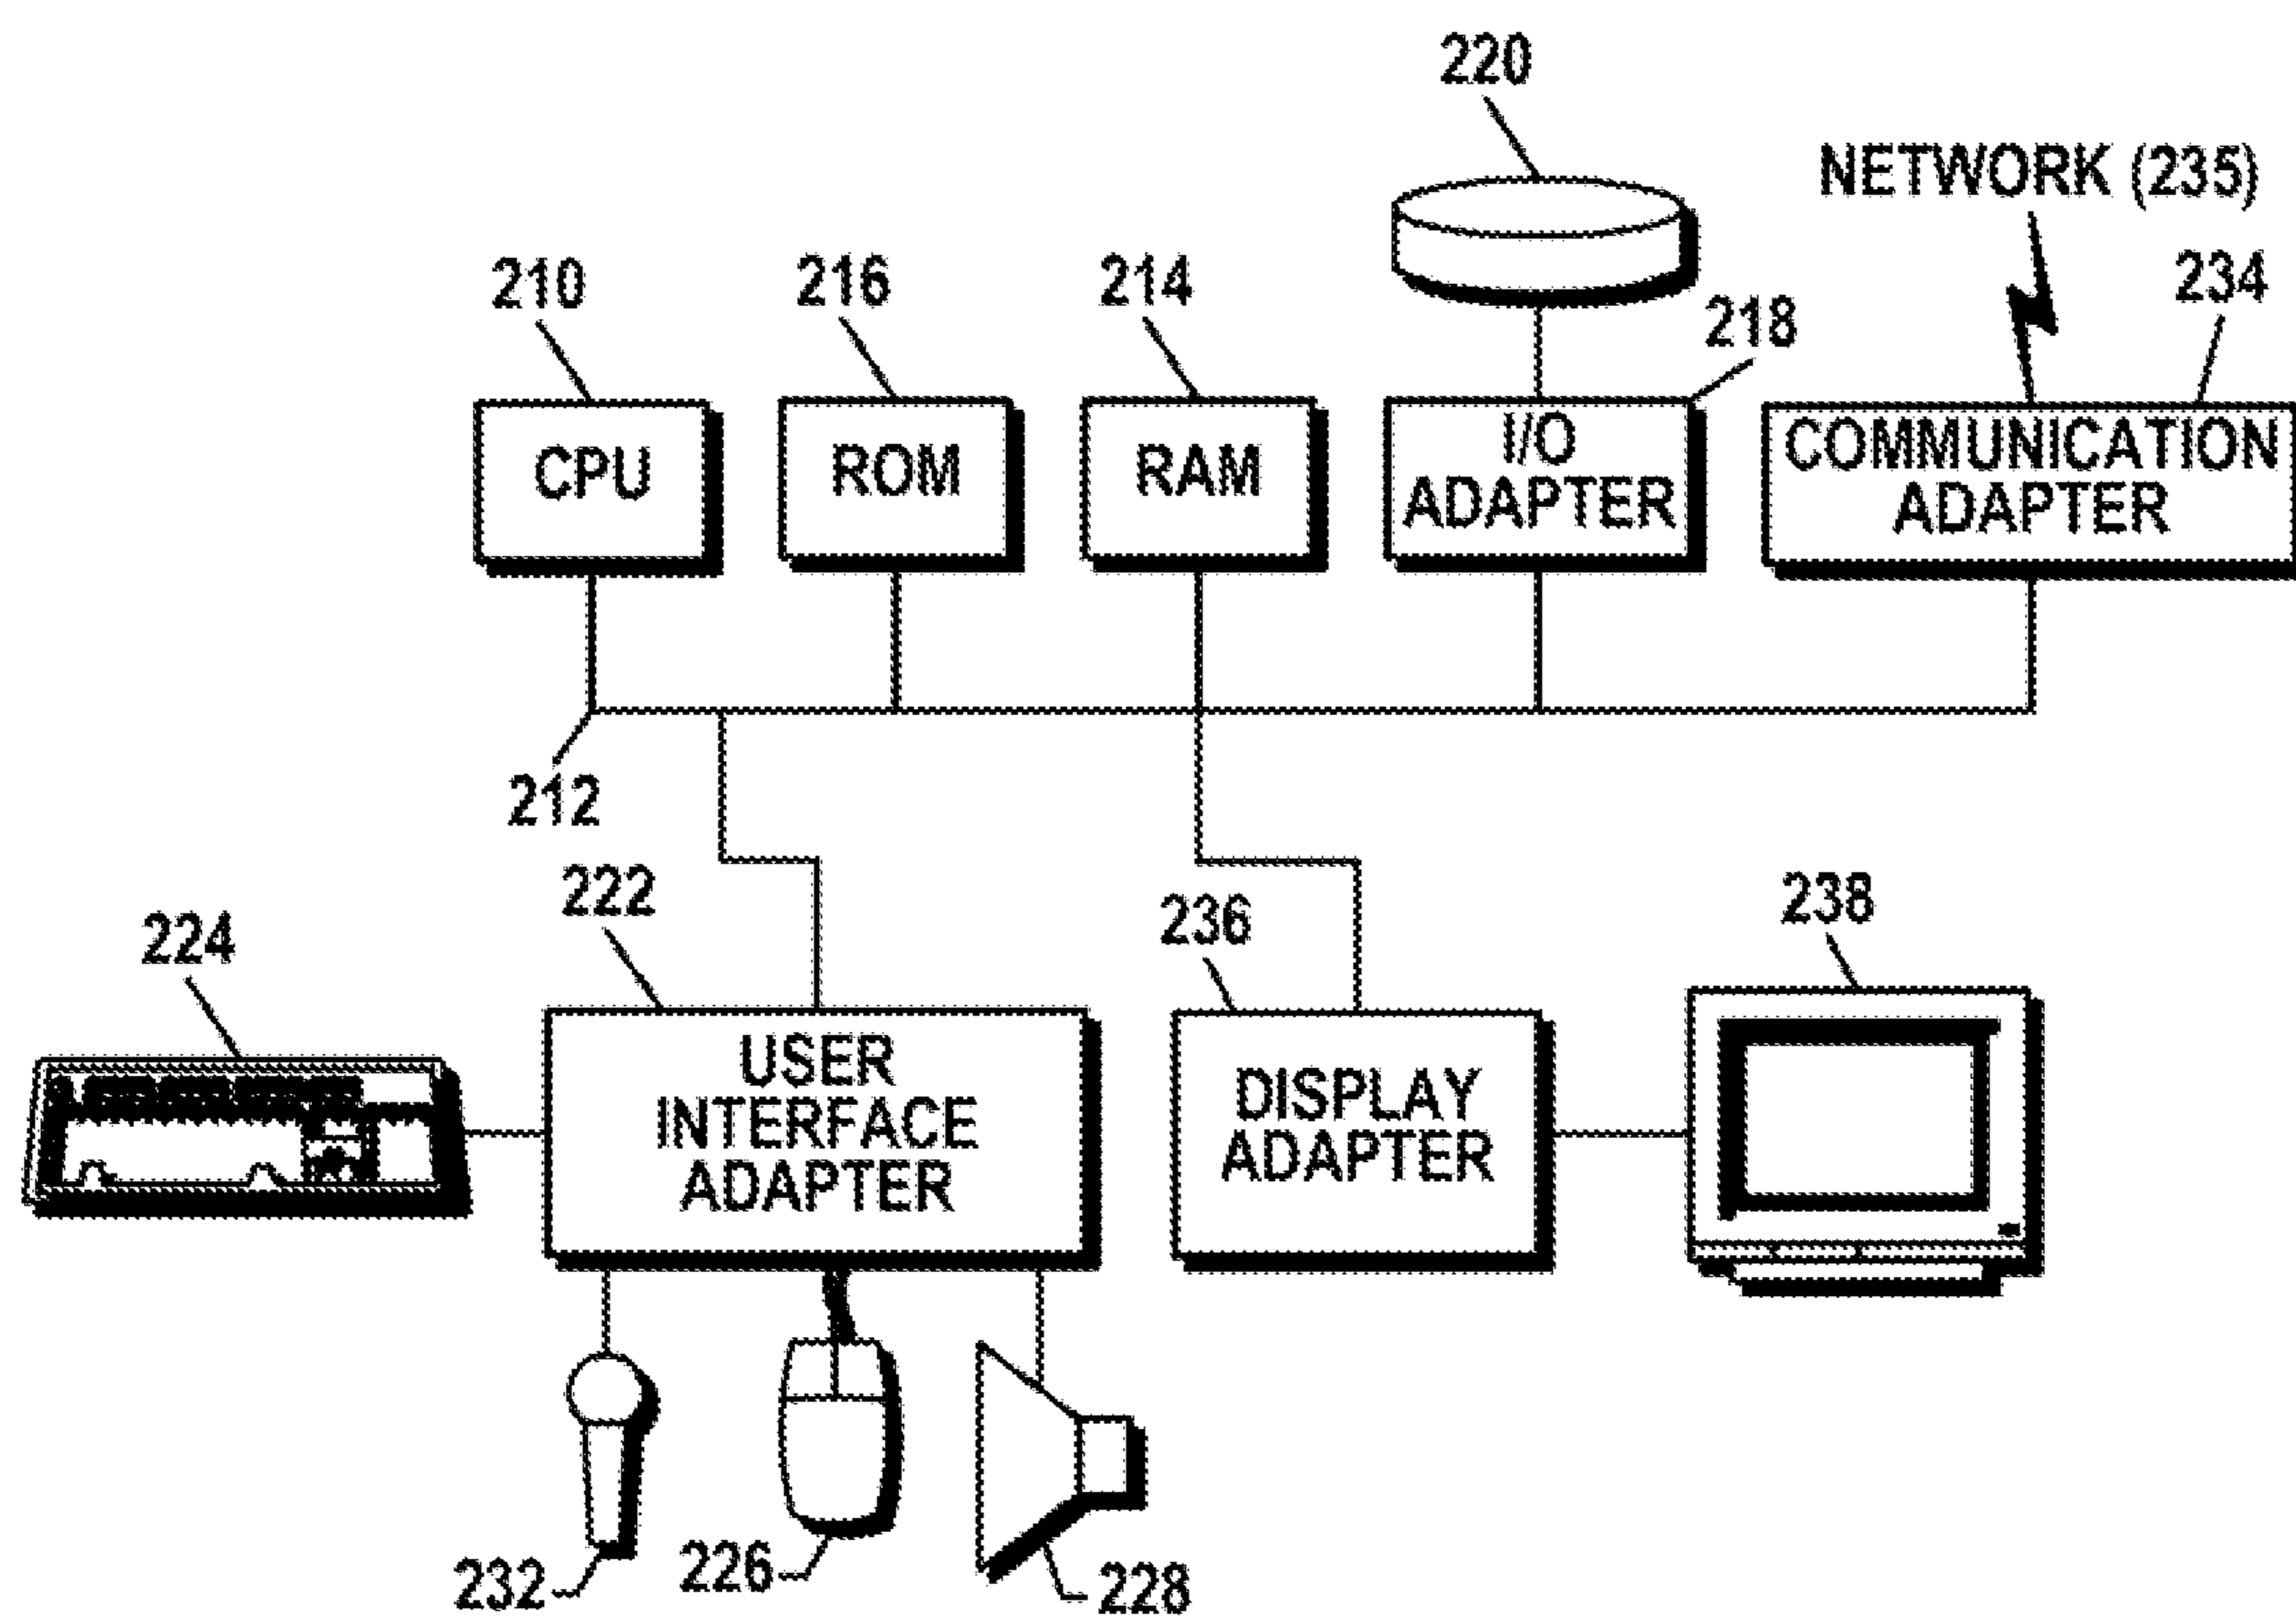 220
NETWORK (235)
210
216
214
218
234
CPU
ROM
RAM
I/O
ADAPTER
COMMUNICATION
ADAPTER
212
222
224
236
238
USER
INTERFACE
ADAPTER
DISPLAY
ADAPTER
232
226
228